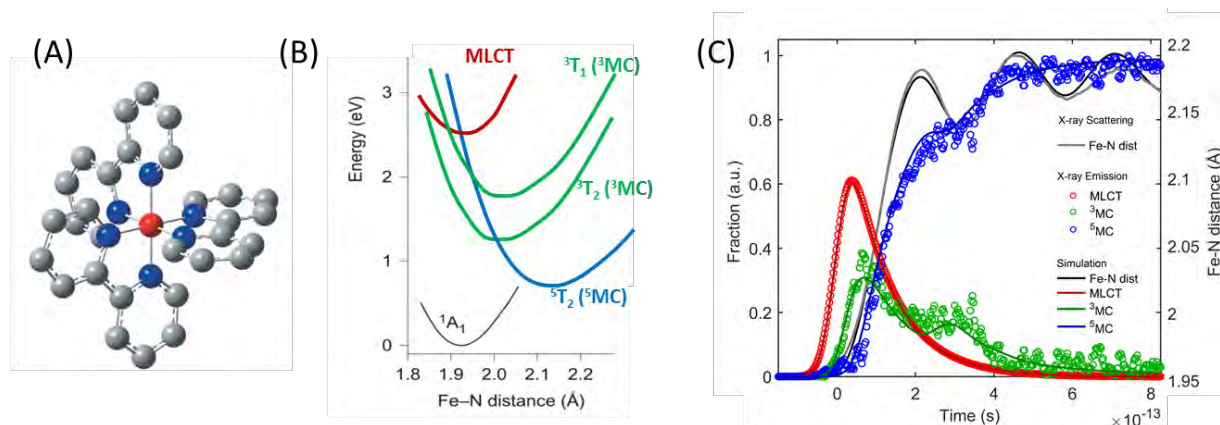 (A)
(B)
MLCT
³T₁ (³MC)
³T₂ (³MC)
⁵T₂ (⁵MC)
¹A₁
Energy (eV)
3
2
1
0
1.8 1.9 2.0 2.1 2.2
Fe–N distance (Å)
(C)
Fraction (a.u.)
1
0.8
0.6
0.4
0.2
0
0 2 4 6 8
Time (s)
×10⁻¹³
2.2
2.15
2.1
2.05
2
1.95
Fe-N distance (Å)
X-ray Scattering
Fe-N dist
X-ray Emission
MLCT
³MC
⁵MC
Simulation
Fe-N dist
MLCT
³MC
⁵MC